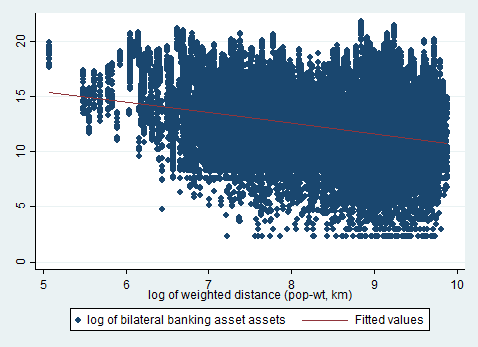 20
15
10
5
0
5 6 7 8 9 10
log of weighted distance (pop-wt, km)
log of bilateral banking asset assets Fitted values